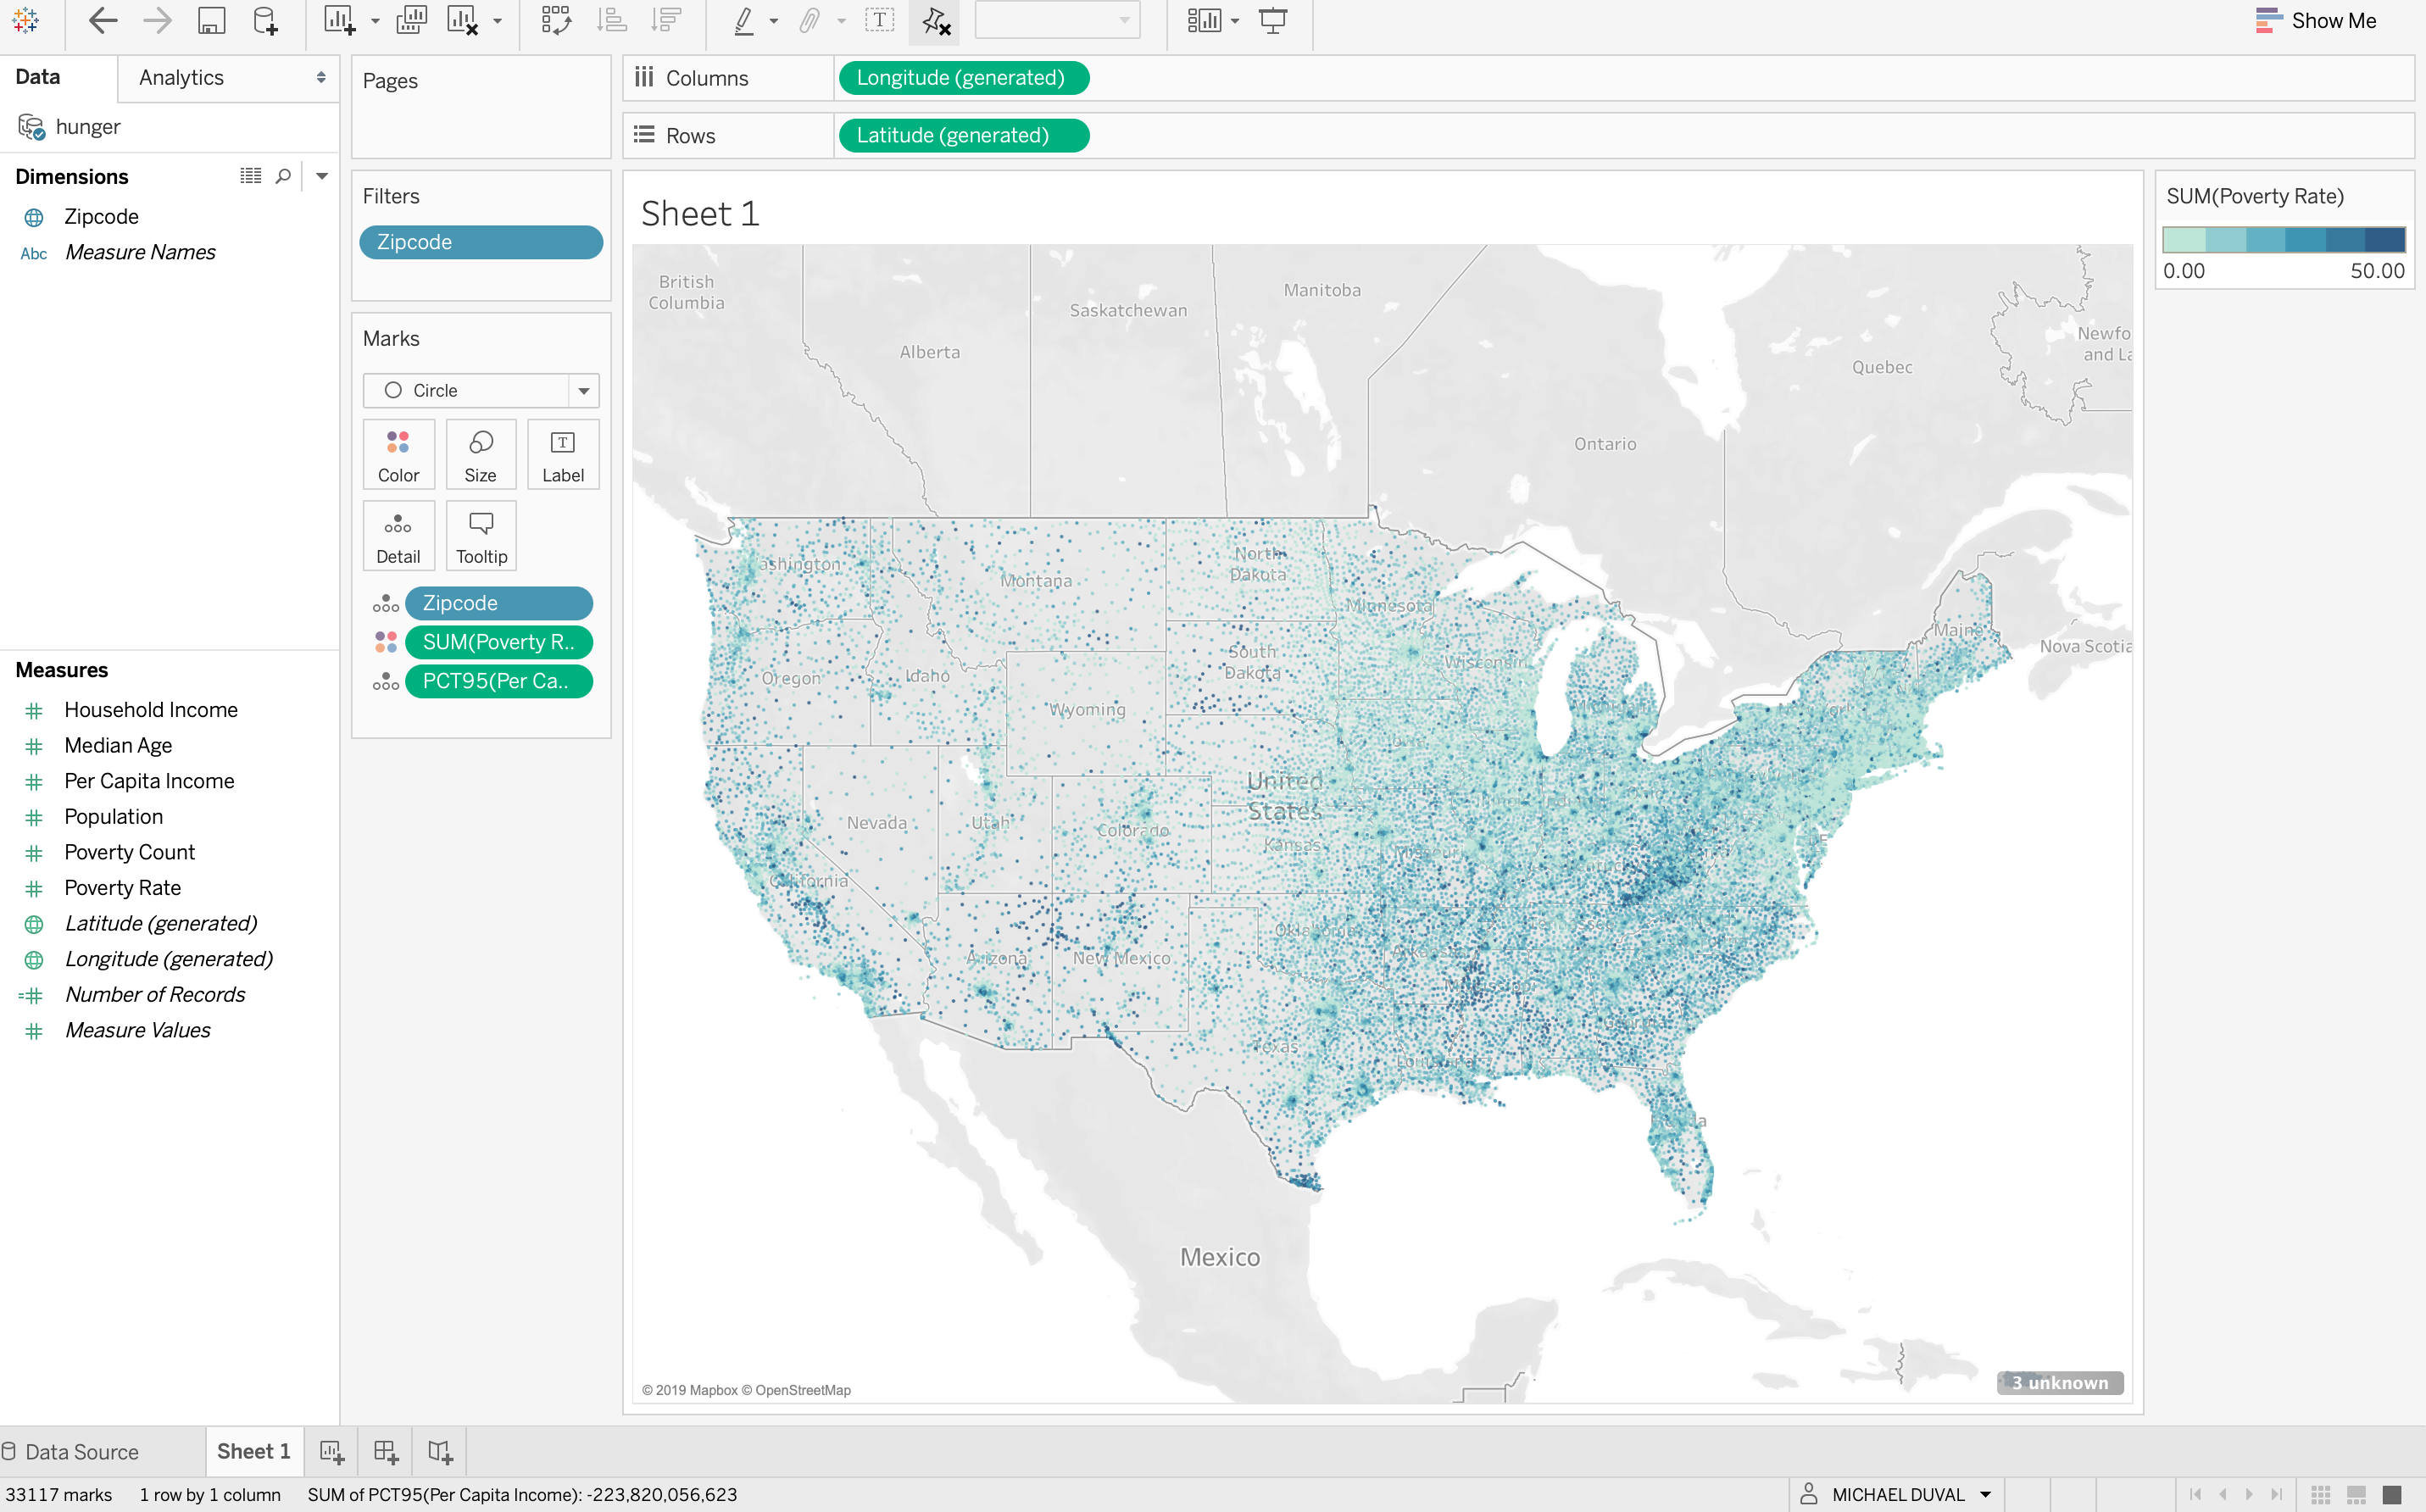 Show Me
Data
Analytics
hunger
Dimensions
Zipcode
Abc Measure Names
Measures
Household Income
Median Age
Per Capita Income
Population
Poverty Count
Poverty Rate
Latitude (generated)
Longitude (generated)
Number of Records
Measure Values
Pages
Filters
Zipcode
Marks
Circle
Color
Size
Label
Detail
Tooltip
Zipcode
SUM(Poverty R..
PCT95(Per Ca..
Columns
Longitude (generated)
Rows
Latitude (generated)
Sheet 1
British
Columbia
Alberta
Saskatchewan
Manitoba
Ontario
Quebec
Newfo
and La
Nova Scotia
Maine
ashington
Montana
North
Dakota
Minnesota
Oregon
Idaho
Wyoming
South
Dakota
Wisconsin
Nevada
Utah
Colorado
United
States
Kansas
Missouri
California
Arizona
New Mexico
Oklahoma
Arkansas
Mississippi
Georgia
Texas
Louisiana
Mexico
© 2019 Mapbox © OpenStreetMap
3 unknown
SUM(Poverty Rate)
0.00 50.00
Data Source
Sheet 1
33117 marks 1 row by 1 column SUM of PCT95(Per Capita Income): -223,820,056,623
MICHAEL DUVAL